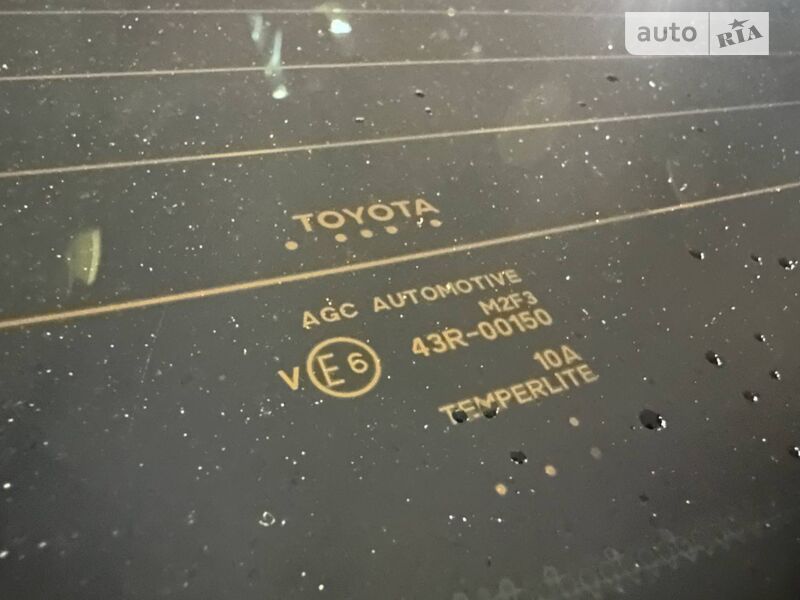 auto RIA
TOYOTA
AGC AUTOMOTIVE
M2F3
V E6 43R-00150
10A
TEMPERLITE